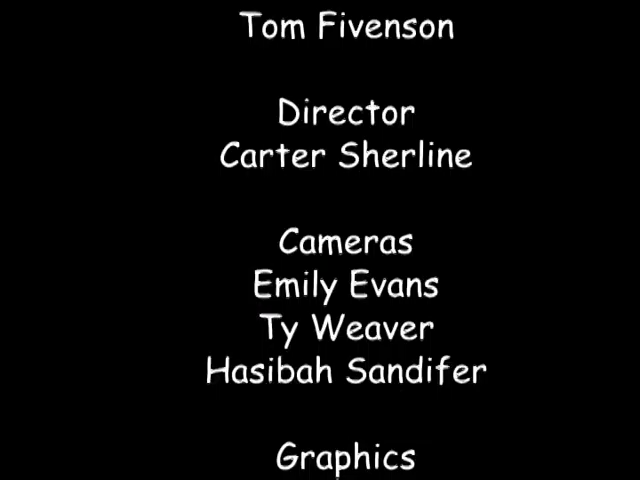 Tom Fivenson
Director
Carter Sherline
Cameras
Emily Evans
Ty Weaver
Hasibah Sandifer
Graphics